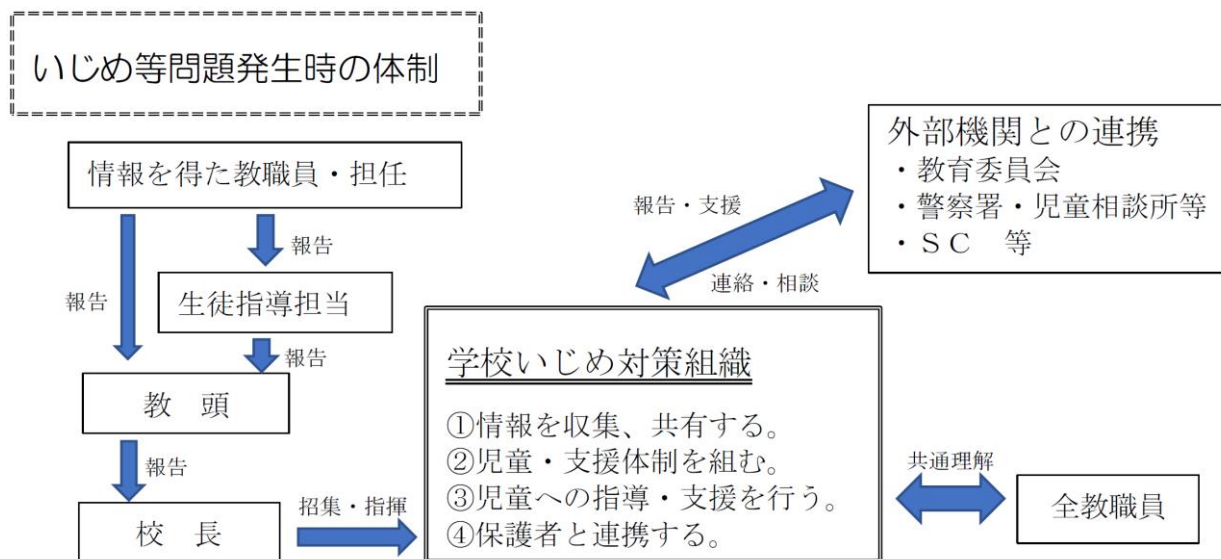 いじめ等問題発生時の体制
情報を得た教職員・担任
報告
報告
生徒指導担当
報告
教　頭
報告
校　長
招集・指揮
学校いじめ対策組織
①情報を収集、共有する。
②児童・支援体制を組む。
③児童への指導・支援を行う。
④保護者と連携する。
報告・支援
連絡・相談
外部機関との連携
・教育委員会
・警察署・児童相談所等
・ＳＣ　等
共通理解
全教職員